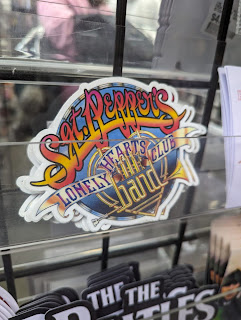 Sgt. PEPPER'S
LONELY HEARTS CLUB
band
THE
THE
BEATLES